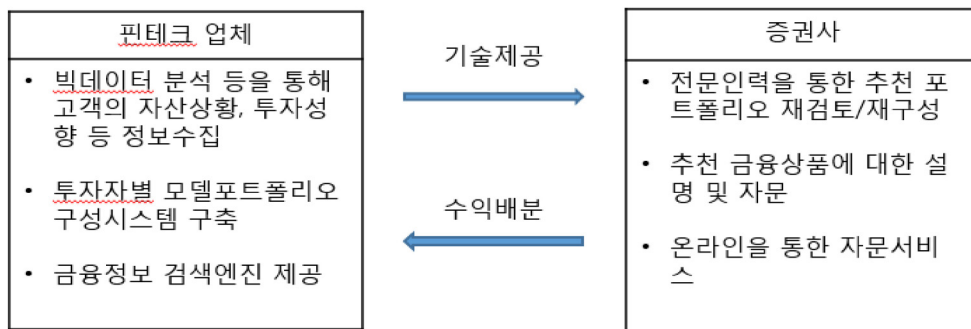 핀테크 업체
• 빅데이터 분석 등을 통해
고객의 자산상황, 투자성
향 등 정보수집
• 투자자별 모델포트폴리오
구성시스템 구축
• 금융정보 검색엔진 제공
기술제공
수익배분
증권사
• 전문인력을 통한 추천 포
트폴리오 재검토/재구성
• 추천 금융상품에 대한 설
명 및 자문
• 온라인을 통한 자문서비
스